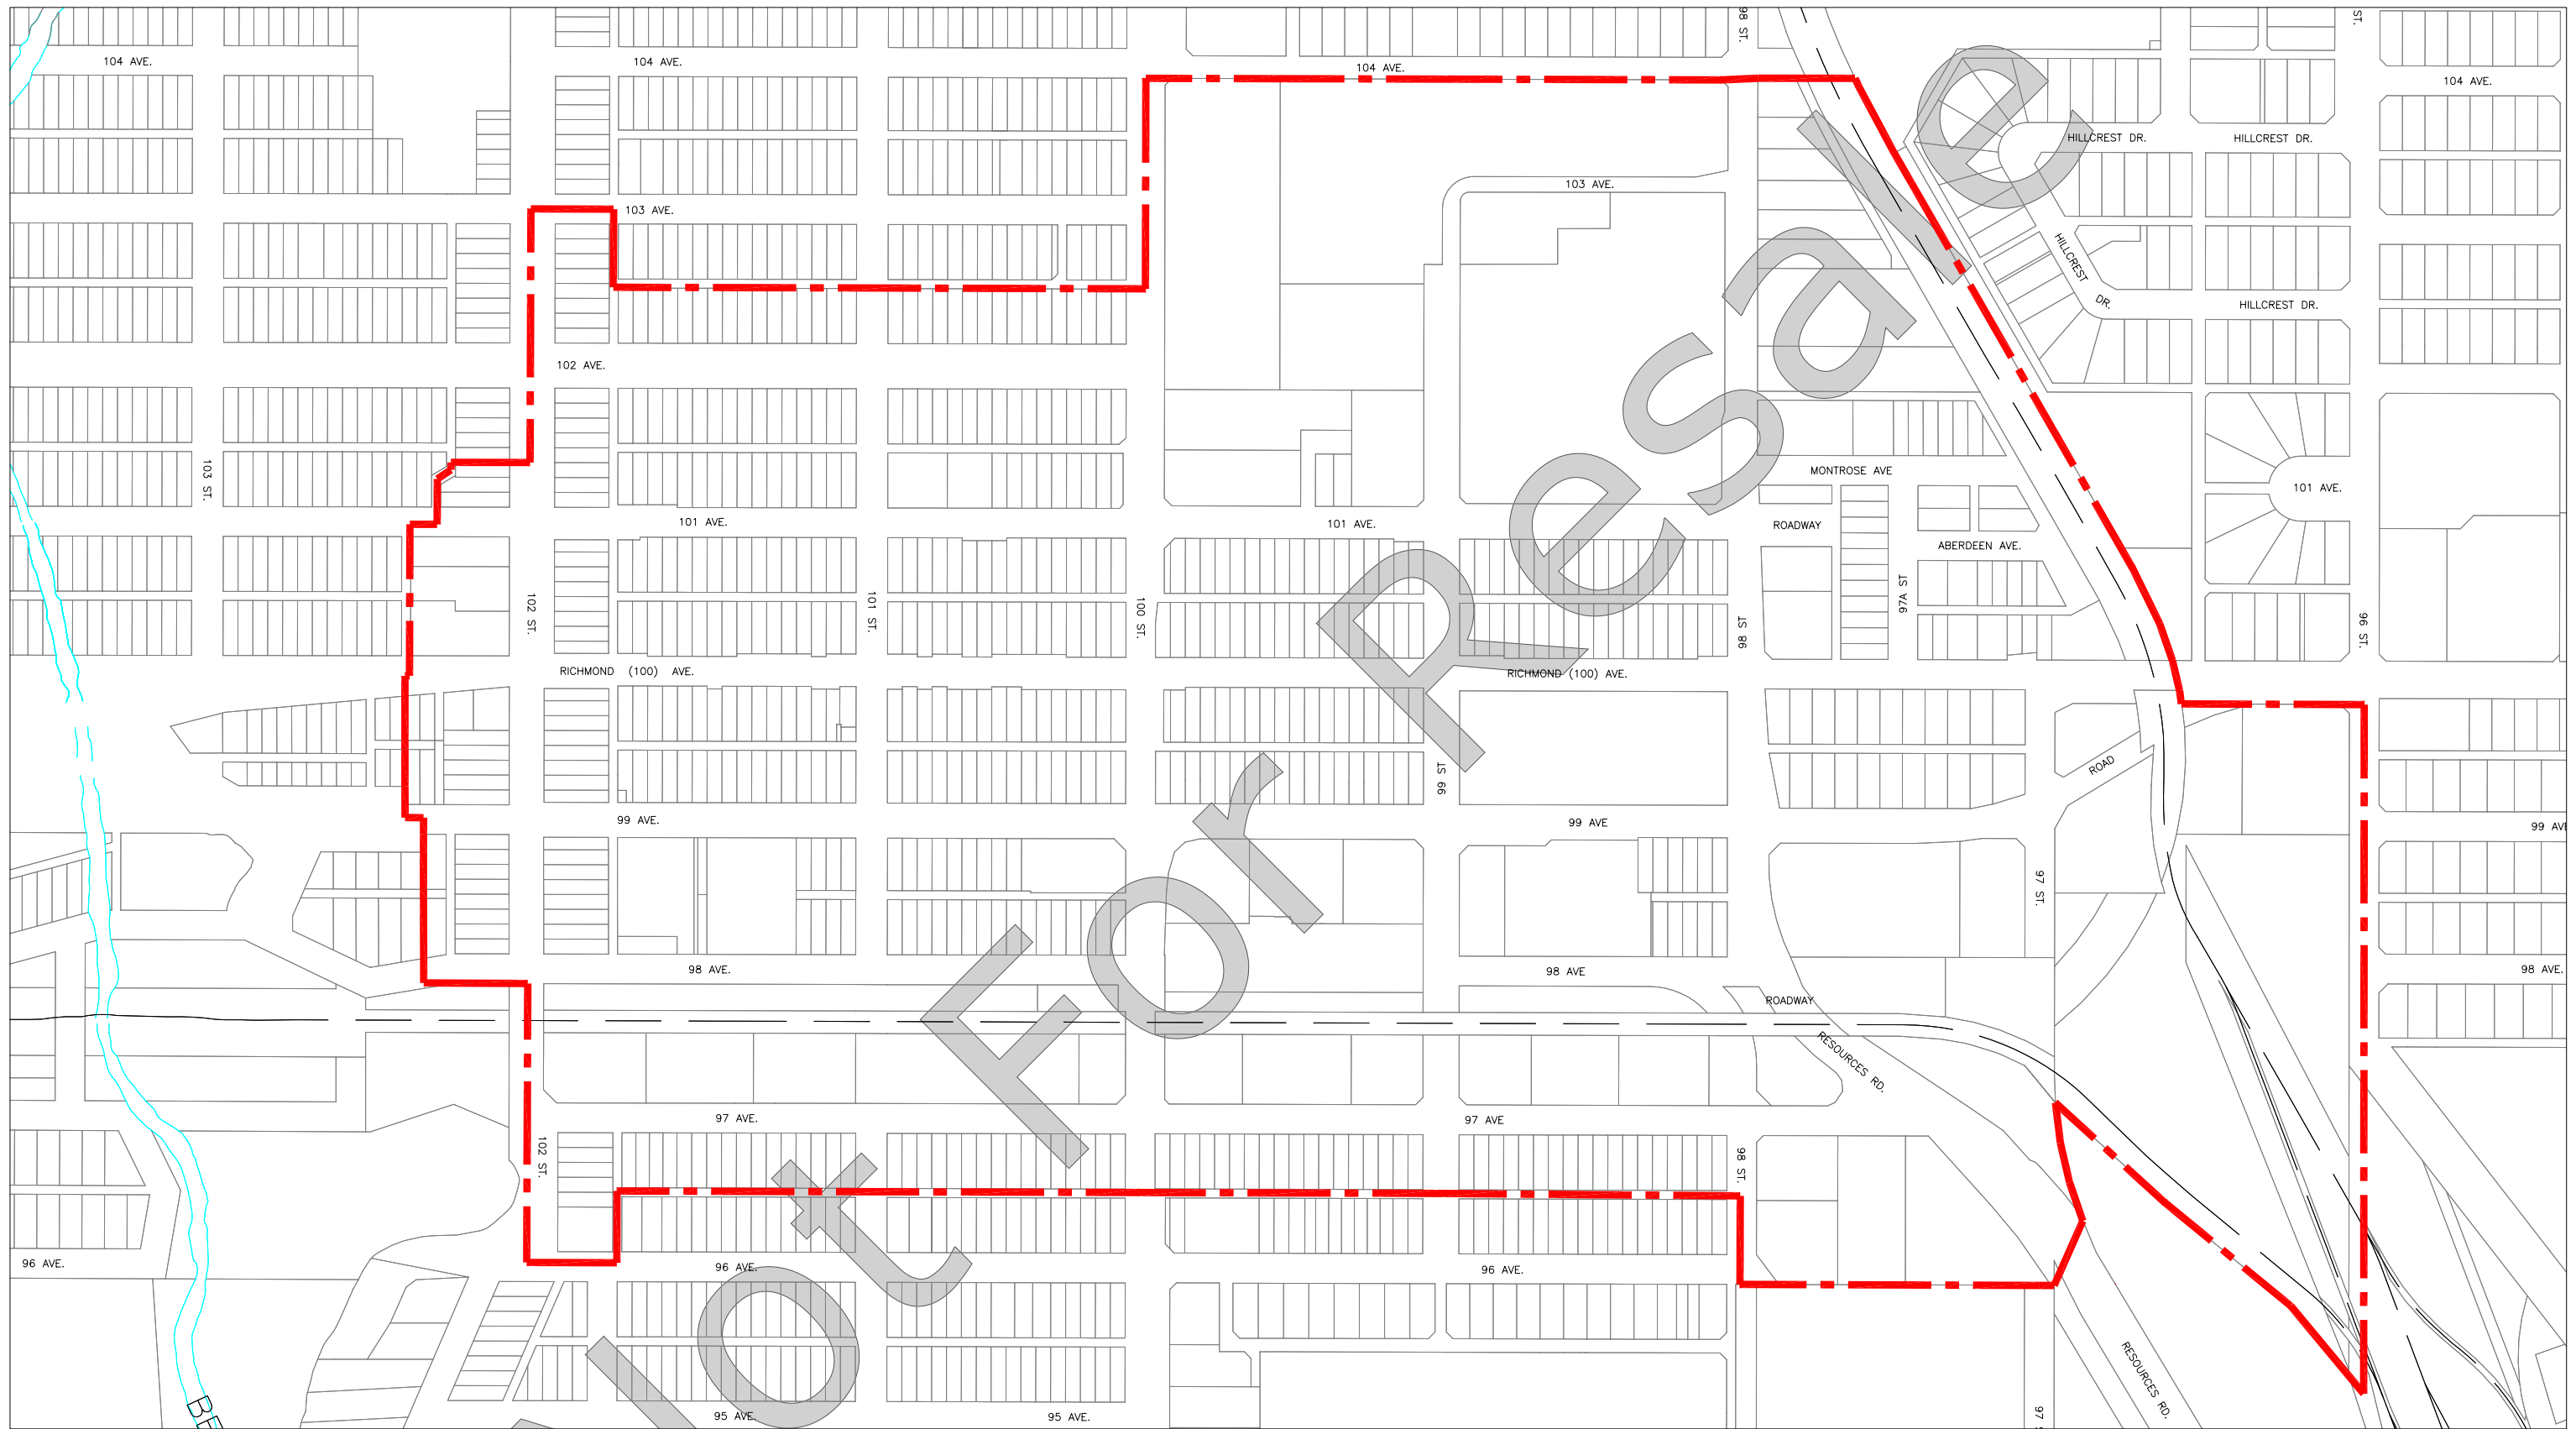 98 ST.
ST.
104 AVE.
104 AVE.
104 AVE.
104 AVE.
HILLCREST DR.
HILLCREST DR.
103 AVE.
103 AVE.
HILLCREST DR.
HILLCREST DR.
102 AVE.
103 ST.
MONTROSE AVE
101 AVE.
101 AVE.
101 AVE.
ROADWAY
ABERDEEN AVE.
97A ST
102 ST.
101 ST.
100 ST.
98 ST
96 ST.
RICHMOND (100) AVE.
RICHMOND (100) AVE.
ROAD
99 ST
99 AVE.
99 AVE
99 AVE
97 ST.
98 AVE.
98 AVE
98 AVE.
ROADWAY
RESOURCES RD.
97 AVE.
97 AVE
102 ST.
98 ST.
96 AVE.
96 AVE.
96 AVE.
RESOURCES RD.
95 AVE.
95 AVE.
97 S
BE
Not For Resale